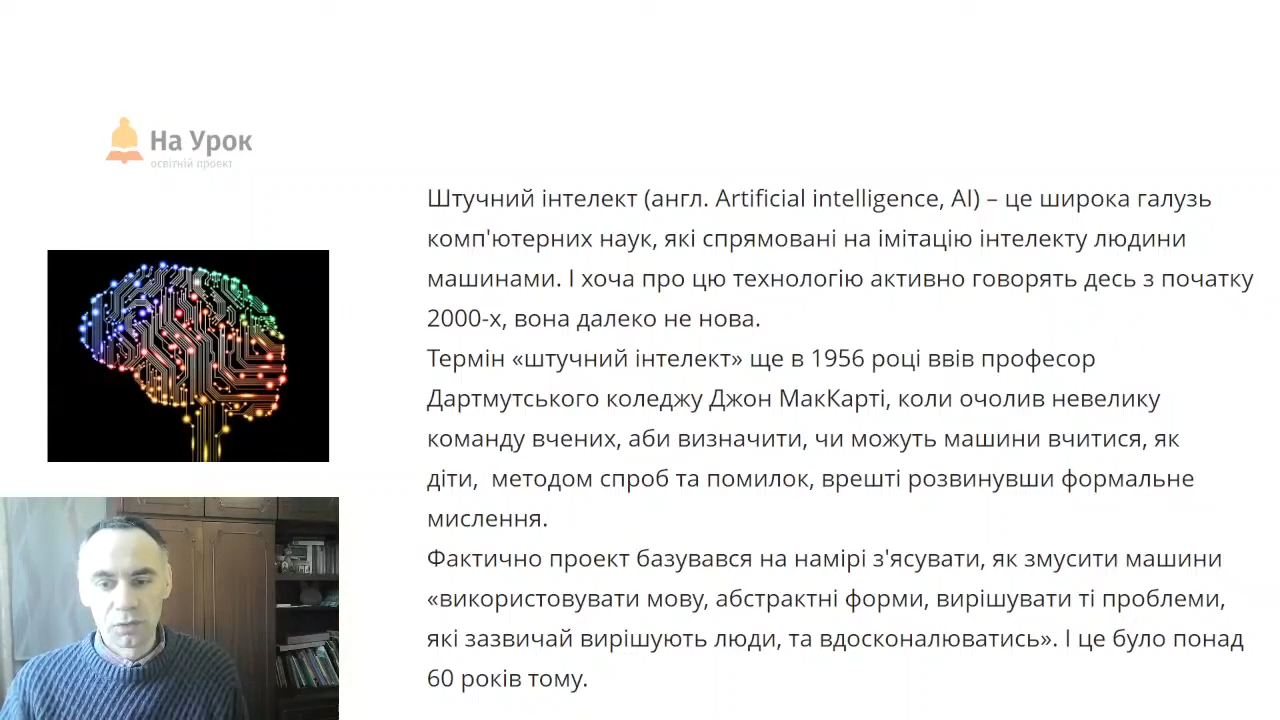 На Урок
освітній проект
Штучний інтелект (англ. Artificial intelligence, AI) – це широка галузь
комп'ютерних наук, які спрямовані на імітацію інтелекту людини
машинами. І хоча про цю технологію активно говорять десь з початку
2000-х, вона далеко не нова.
Термін «штучний інтелект» ще в 1956 році ввів професор
Дартмутського коледжу Джон МакКарті, коли очолив невелику
команду вчених, аби визначити, чи можуть машини вчитися, як
діти,  методом спроб та помилок, врешті розвинувши формальне
мислення.
Фактично проект базувався на намірі з'ясувати, як змусити машини
«використовувати мову, абстрактні форми, вирішувати ті проблеми,
які зазвичай вирішують люди, та вдосконалюватись». І це було понад
60 років тому.